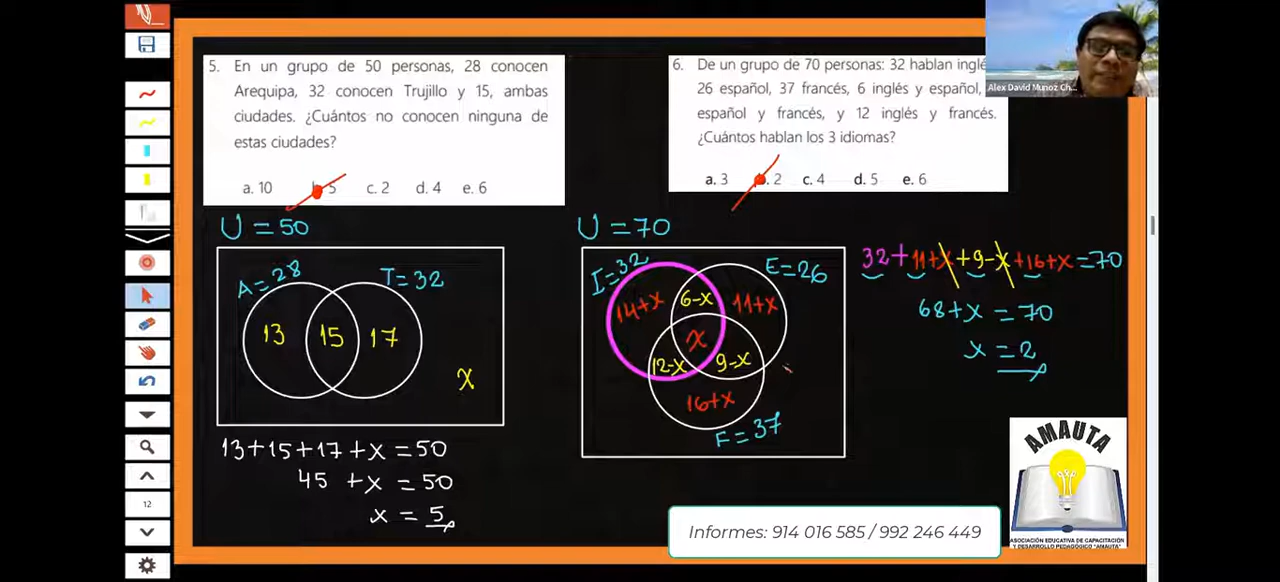 5. En un grupo de 50 personas, 28 conocen
Arequipa, 32 conocen Trujillo y 15, ambas
ciudades. ¿Cuántos no conocen ninguna de
estas ciudades?
a. 10 b. 5 c. 2 d. 4 e. 6
U = 50
A=28 T=32
13 15 17
x
13+15+17+x=50
45 +x = 50
x = 5
6. De un grupo de 70 personas: 32 hablan
26 español, 37 francés, 6 inglés y español,
español y francés, y 12 inglés y francés.
¿Cuántos hablan los 3 idiomas?
a. 3 b. 2 c. 4 d. 5 e. 6
U = 70
I=32 E=26
14+x 6-x 11+x
x
12-x 9-x
16+x
F=37
32+11+x+9-x+16+x=70
68+x = 70
x = 2
Alex David Munoz Ch...
12
AMAUTA
ASOCIACIÓN EDUCATIVA DE CAPACITACIÓN
Y DESARROLLO PEDAGÓGICO "AMAUTA"
Informes: 914 016 585 / 992 246 449